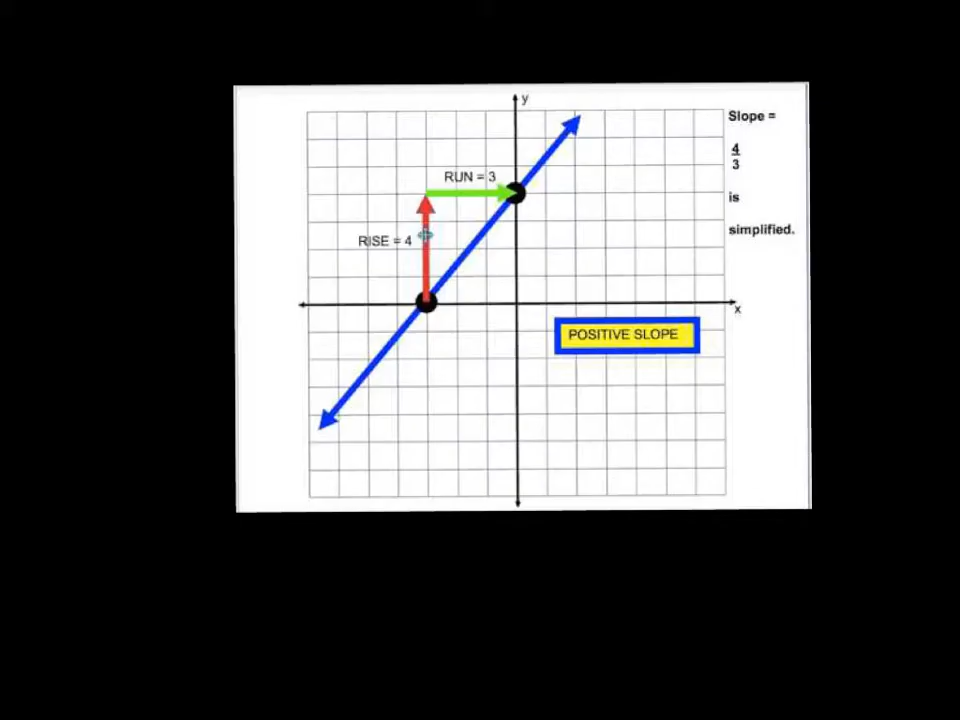 y
Slope =
4
3
RUN = 3
is
simplified.
RISE = 4
x
POSITIVE SLOPE